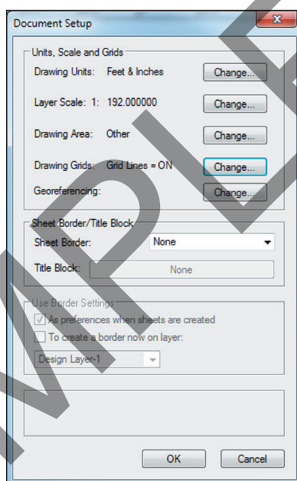 Document Setup
Units, Scale and Grids
Drawing Units: Feet & Inches Change...
Layer Scale: 1: 192.000000 Change...
Drawing Area: Other Change...
Drawing Grids: Grid Lines = ON Change...
Georeferencing: Change...
Sheet Border/Title Block
Sheet Border: None
Title Block: None
Use Border Settings
As preferences when sheets are created
To create a border now on layer:
Design Layer-1
OK Cancel